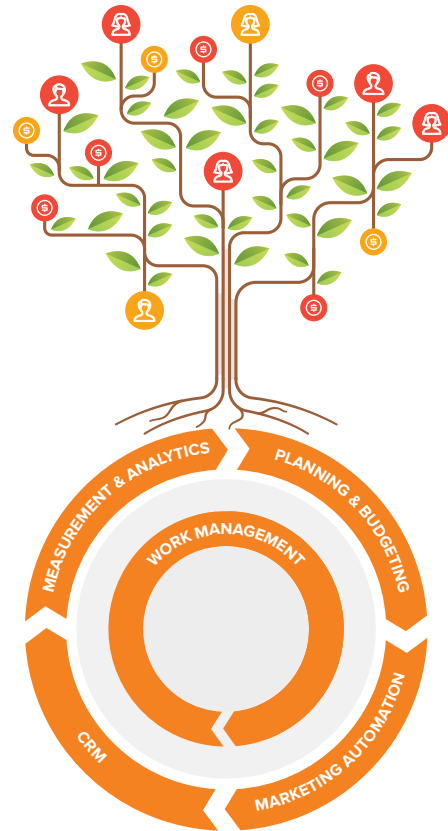 $
$
$
$
$
$
$
$
MEASUREMENT & ANALYTICS
PLANNING & BUDGETING
WORK MANAGEMENT
CRM
MARKETING AUTOMATION